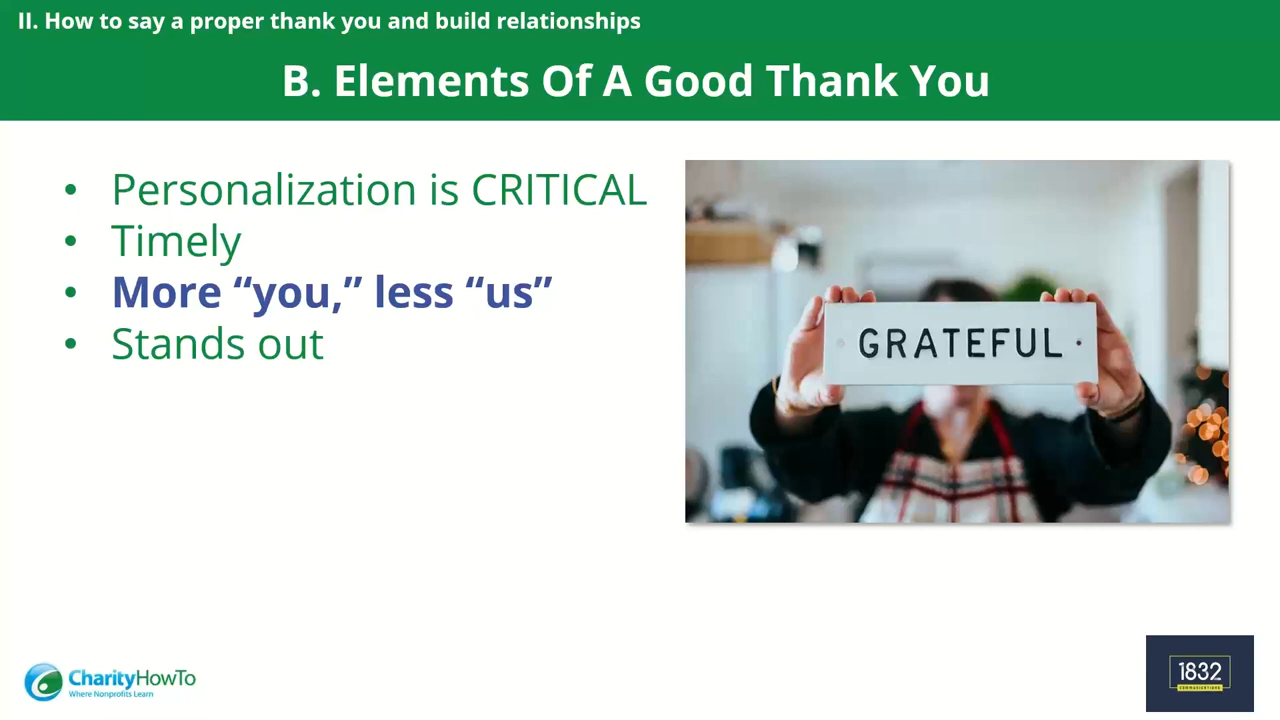 II. How to say a proper thank you and build relationships
B. Elements Of A Good Thank You
• Personalization is CRITICAL
• Timely
• More “you,” less “us”
• Stands out
GRATEFUL
CharityHowTo
Where Nonprofits Learn
1832
COMMUNICATIONS